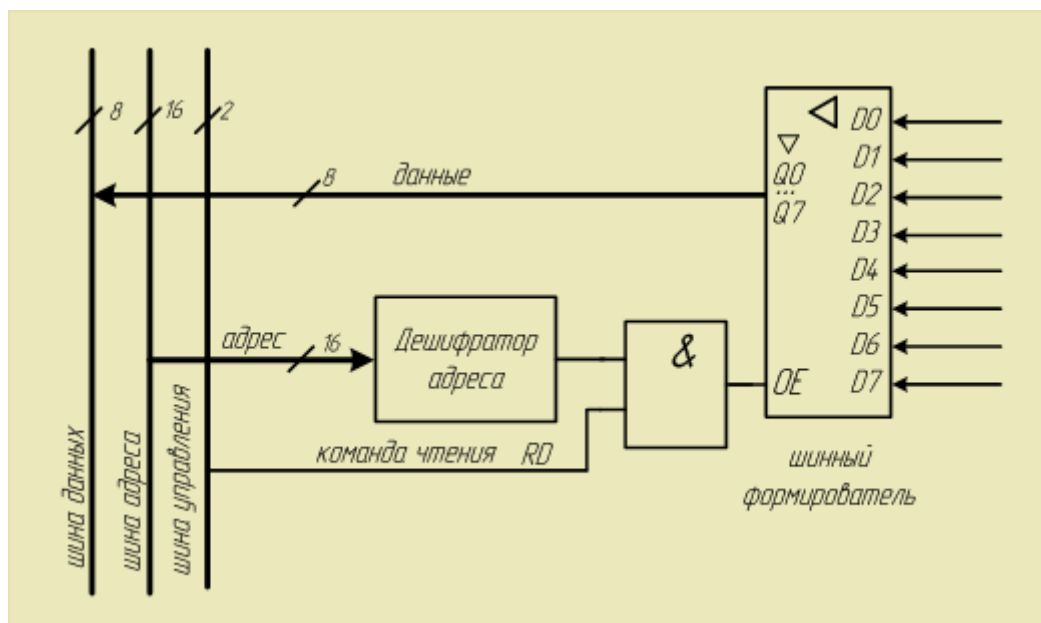 8
16
2
8
данные
Q0
...
Q7
D0
D1
D2
D3
D4
D5
D6
D7
адрес
16
Дешифратор
адреса
&
OE
команда чтения RD
шина данных
шина адреса
шина управления
шинный
формирователь